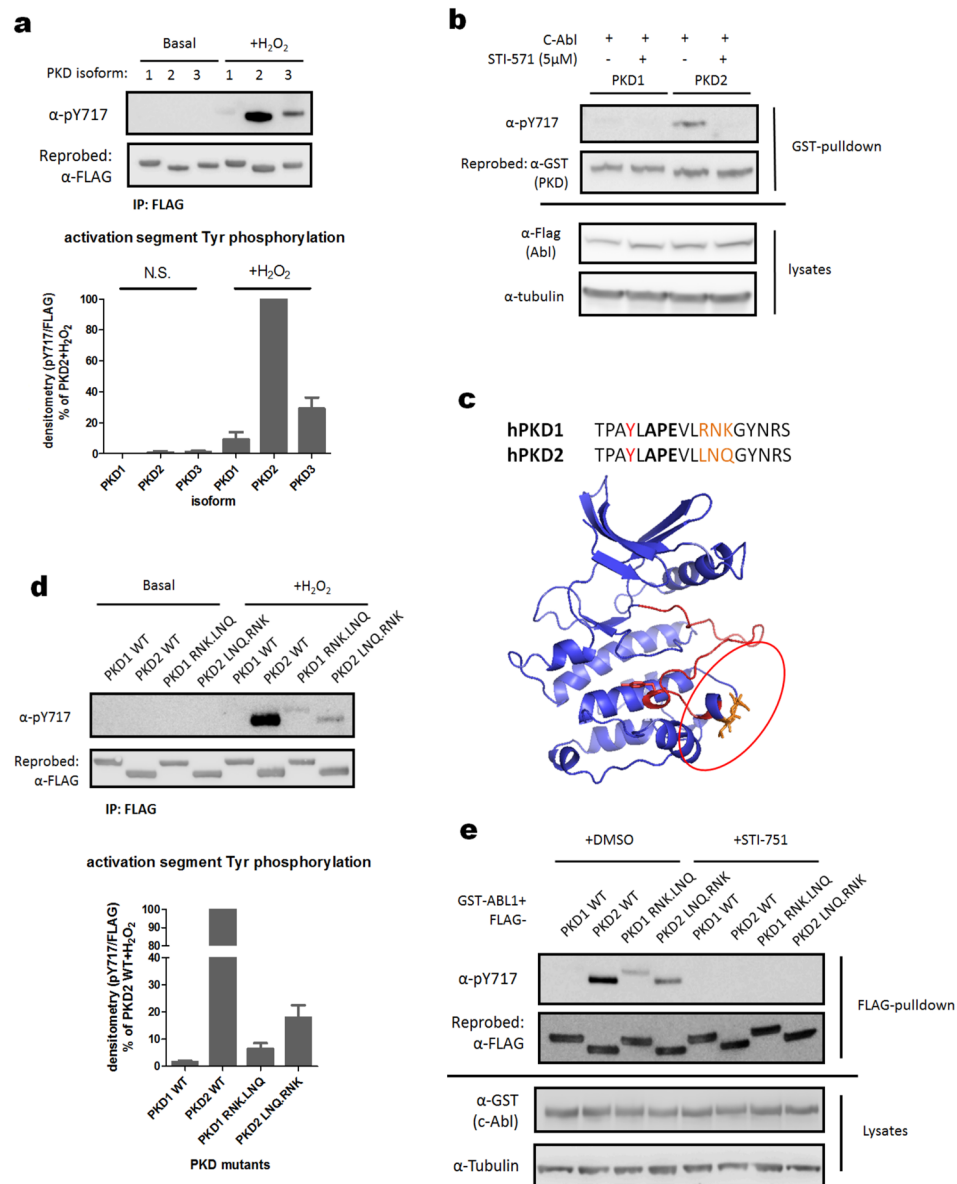 a
Basal +H₂O₂
PKD isoform: 1 2 3 1 2 3
α-pY717
Reprobed:
α-FLAG
IP: FLAG
activation segment Tyr phosphorylation
N.S. +H₂O₂
densitometry (pY717/FLAG)
% of PKD2+H₂O₂
100
80
60
40
20
0
PKD1 PKD2 PKD3 PKD1 PKD2 PKD3
isoform
b
C-Abl + + + +
STI-571 (5μM) - + - +
PKD1 PKD2
α-pY717
Reprobed: α-GST
(PKD)
GST-pulldown
α-Flag
(Abl)
α-tubulin
lysates
c
hPKD1 TPAYLAPEVLRNKGYNRS
hPKD2 TPAYLAPEVLLNQGYNRS
d
Basal +H₂O₂
PKD1 WT PKD2 WT PKD1 RNK.LNQ PKD2 LNQ.RNK PKD1 WT PKD2 WT PKD1 RNK.LNQ PKD2 LNQ.RNK
α-pY717
Reprobed:
α-FLAG
IP: FLAG
activation segment Tyr phosphorylation
densitometry (pY717/FLAG)
% of PKD2 WT+H₂O₂
100
90
80
40
30
20
10
0
PKD1 WT PKD2 WT PKD1 RNK.LNQ PKD2 LNQ.RNK
PKD mutants
e
+DMSO +STI-751
GST-ABL1+
FLAG-
PKD1 WT PKD2 WT PKD1 RNK.LNQ PKD2 LNQ.RNK PKD1 WT PKD2 WT PKD1 RNK.LNQ PKD2 LNQ.RNK
α-pY717
Reprobed:
α-FLAG
FLAG-pulldown
α-GST
(c-Abl)
α-Tubulin
Lysates